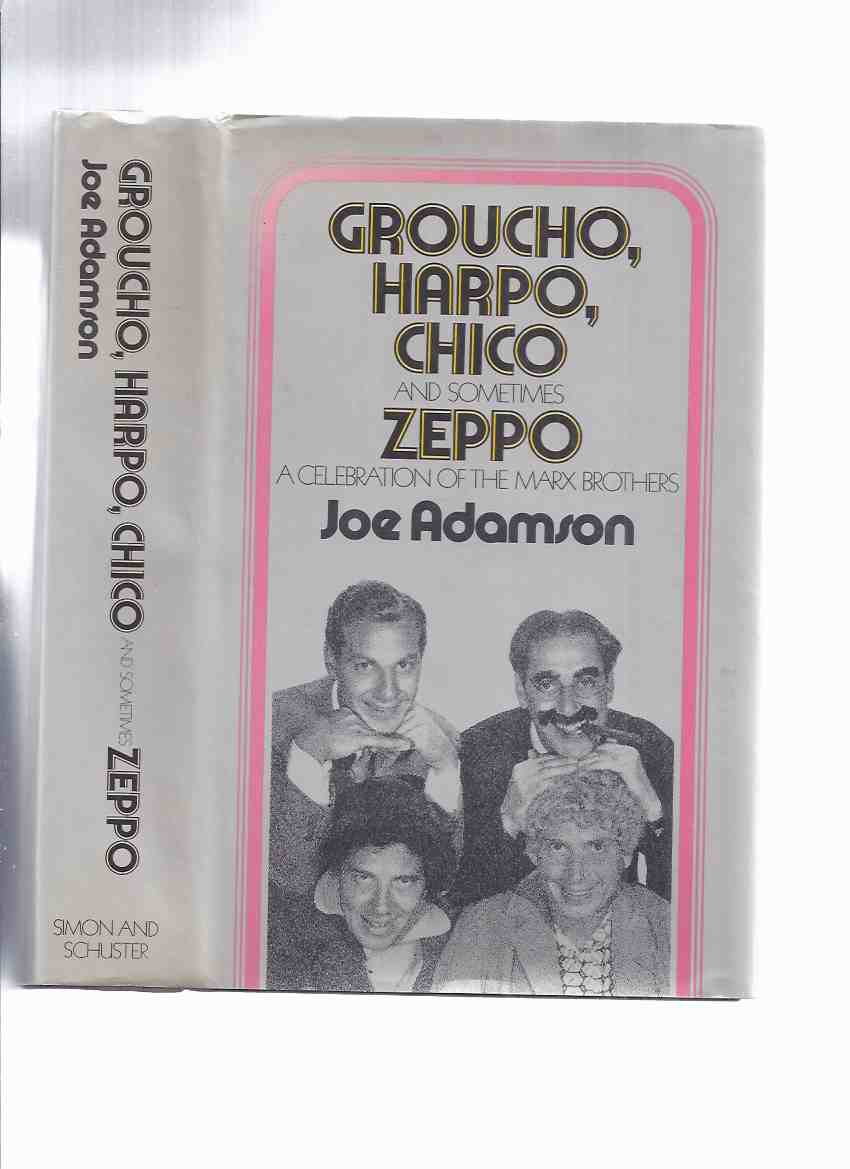 GROUCHO, HARPO, CHICO AND SOMETIMES ZEPPO
Joe Adamson
SIMON AND
SCHUSTER
GROUCHO,
HARPO,
CHICO
AND SOMETIMES
ZEPPO
A CELEBRATION OF THE MARX BROTHERS
Joe Adamson